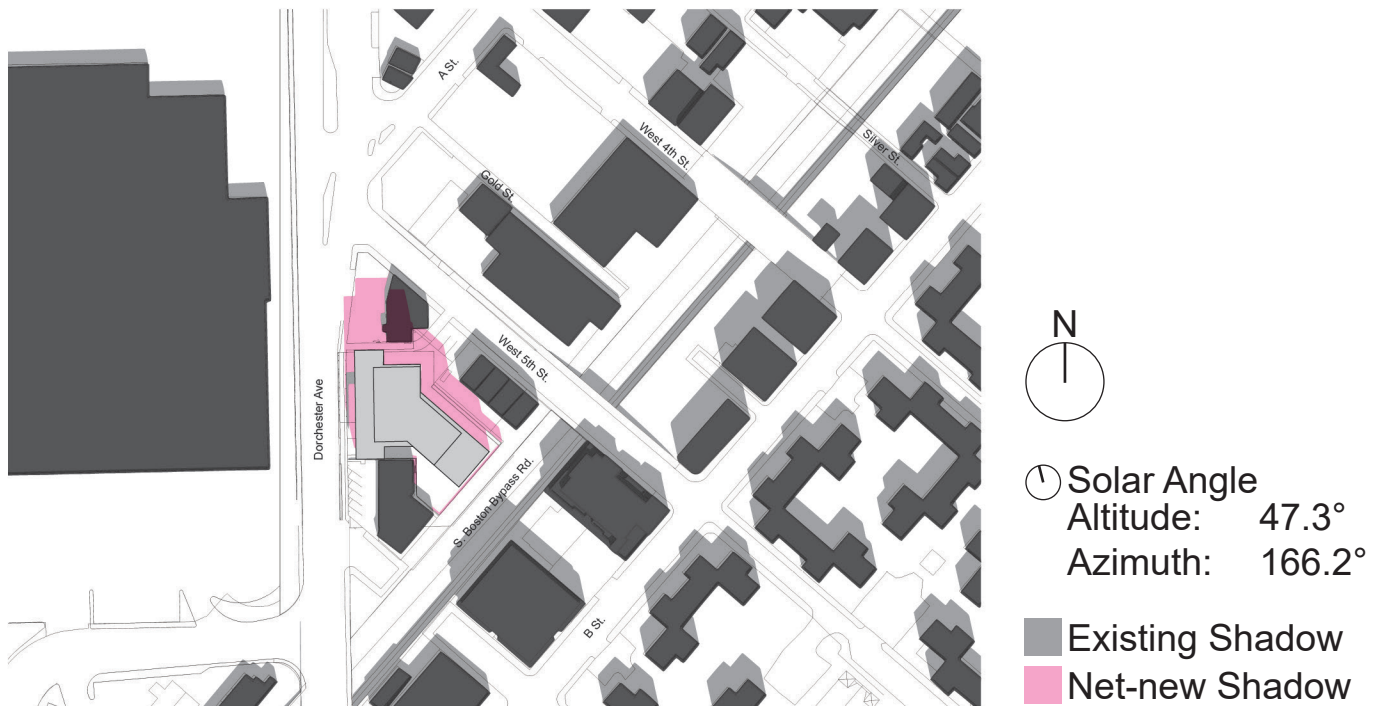 A St.
West 4th St.
Silver St.
Gold St.
West 5th St.
Dorchester Ave
S. Boston Bypass Rd.
B St.
N
Solar Angle
Altitude: 47.3°
Azimuth: 166.2°
Existing Shadow
Net-new Shadow